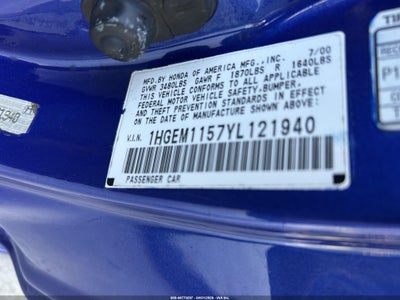 MFD. BY HONDA OF AMERICA MFG., INC. 7/00
GVWR 3480LBS GAWR F 1870LBS R 1640LBS
THIS VEHICLE CONFORMS TO ALL APPLICABLE
FEDERAL MOTOR VEHICLE SAFETY, BUMPER,
AND THEFT PREVENTION STANDARDS IN EFFECT
ON THE DATE OF MANUFACTURE SHOWN ABOVE.
V.I.N. 1HGEM1157YL121940
PASSENGER CAR